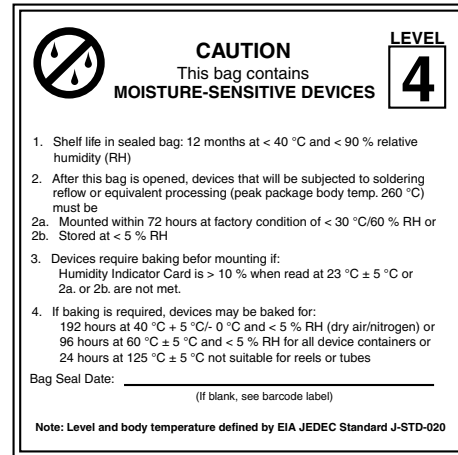 CAUTION
This bag contains
MOISTURE-SENSITIVE DEVICES
LEVEL
4
1. Shelf life in sealed bag: 12 months at < 40 °C and < 90 % relative
humidity (RH)
2. After this bag is opened, devices that will be subjected to soldering
reflow or equivalent processing (peak package body temp. 260 °C)
must be
2a. Mounted within 72 hours at factory condition of < 30 °C/60 % RH or
2b. Stored at < 5 % RH
3. Devices require baking befor mounting if:
Humidity Indicator Card is > 10 % when read at 23 °C ± 5 °C or
2a. or 2b. are not met.
4. If baking is required, devices may be baked for:
192 hours at 40 °C + 5 °C/- 0 °C and < 5 % RH (dry air/nitrogen) or
96 hours at 60 °C ± 5 °C and < 5 % RH for all device containers or
24 hours at 125 °C ± 5 °C not suitable for reels or tubes
Bag Seal Date:
(If blank, see barcode label)
Note: Level and body temperature defined by EIA JEDEC Standard J-STD-020